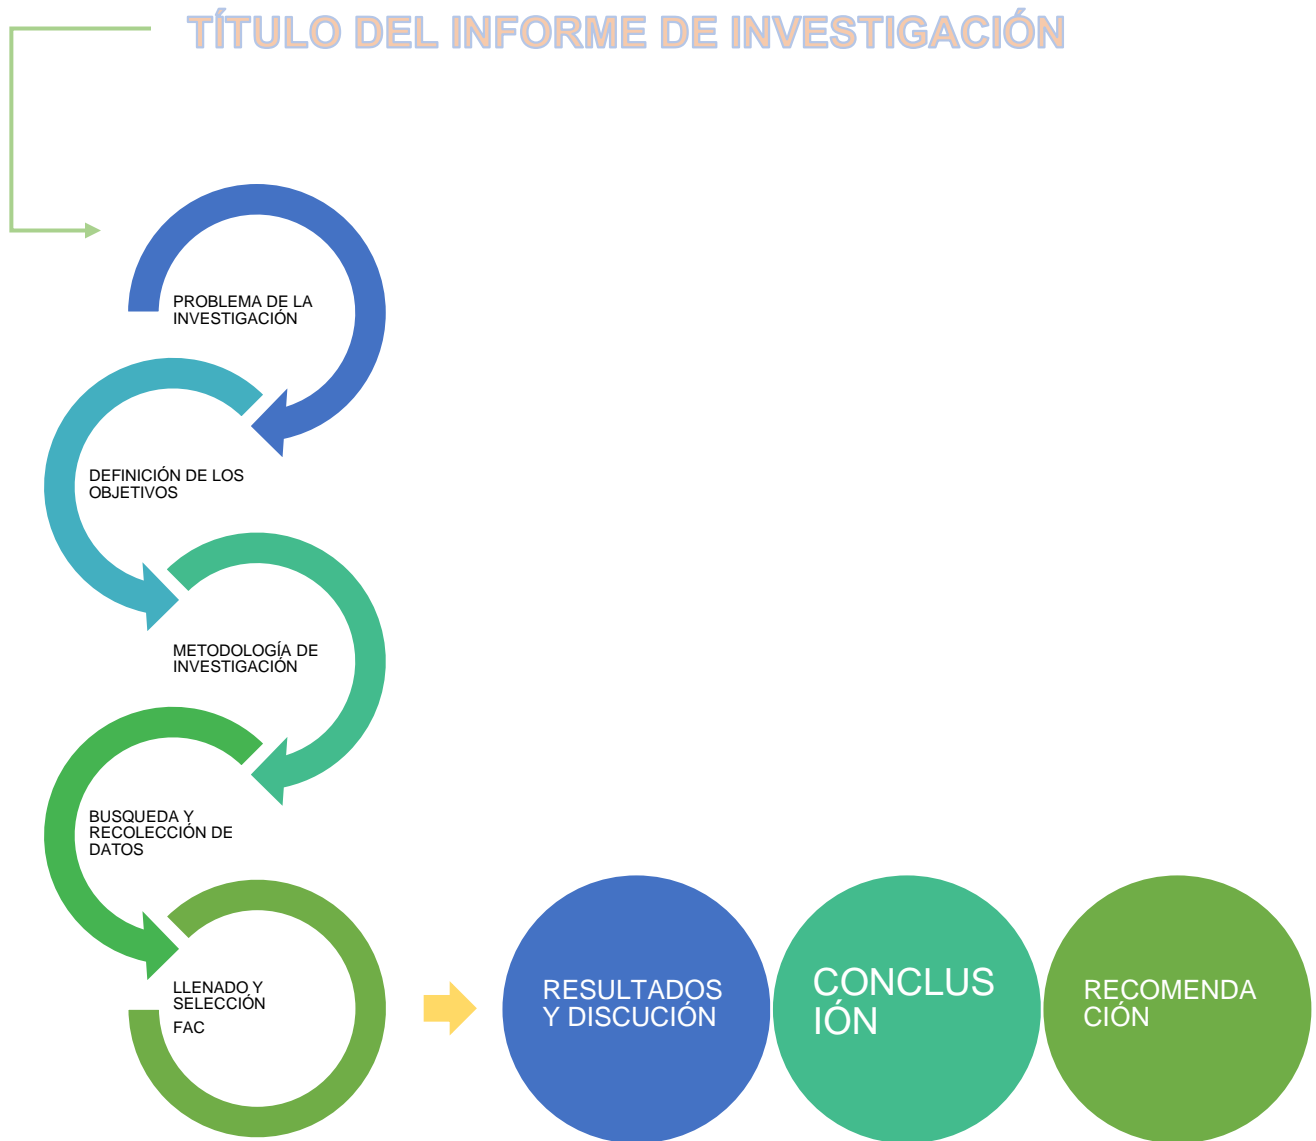 TÍTULO DEL INFORME DE INVESTIGACIÓN
PROBLEMA DE LA
INVESTIGACIÓN
DEFINICIÓN DE LOS
OBJETIVOS
METODOLOGÍA DE
INVESTIGACIÓN
BUSQUEDA Y
RECOLECCIÓN DE
DATOS
LLENADO Y
SELECCIÓN
FAC
RESULTADOS
Y DISCUCIÓN
CONCLUS
IÓN
RECOMENDA
CIÓN